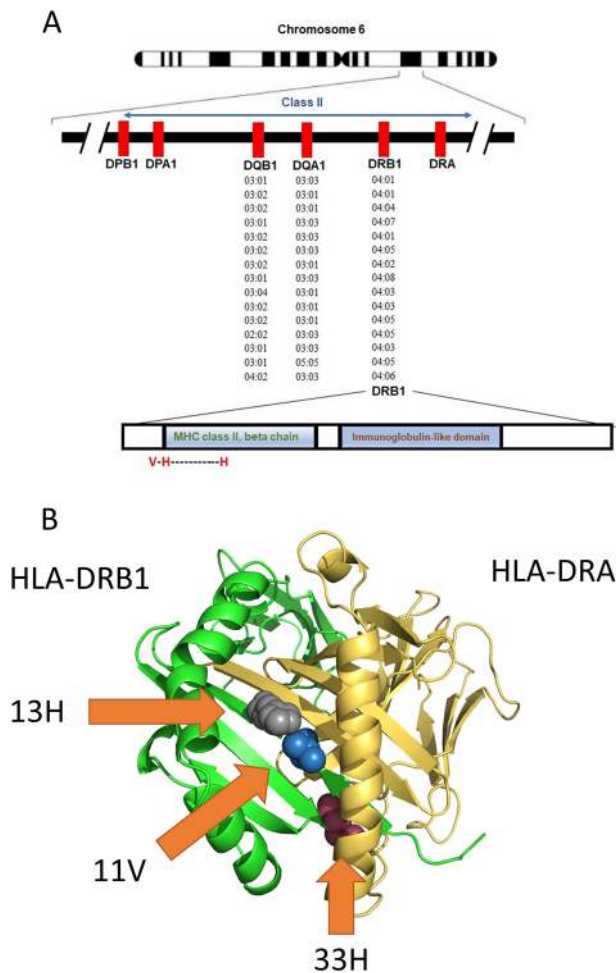 A
Chromosome 6
Class II
DPB1 DPA1 DQB1 DQA1 DRB1 DRA
03:01 03:03 04:01
03:02 03:01 04:01
03:02 03:01 04:04
03:01 03:03 04:07
03:02 03:03 04:01
03:02 03:03 04:05
03:02 03:01 04:02
03:01 03:03 04:08
03:04 03:01 04:03
03:02 03:01 04:03
03:02 03:01 04:05
02:02 03:03 04:05
03:01 03:03 04:03
03:01 05:05 04:05
04:02 03:03 04:06
DRB1
MHC class II, beta chain Immunoglobulin-like domain
V-H-----------H
B
HLA-DRB1 HLA-DRA
13H
11V
33H